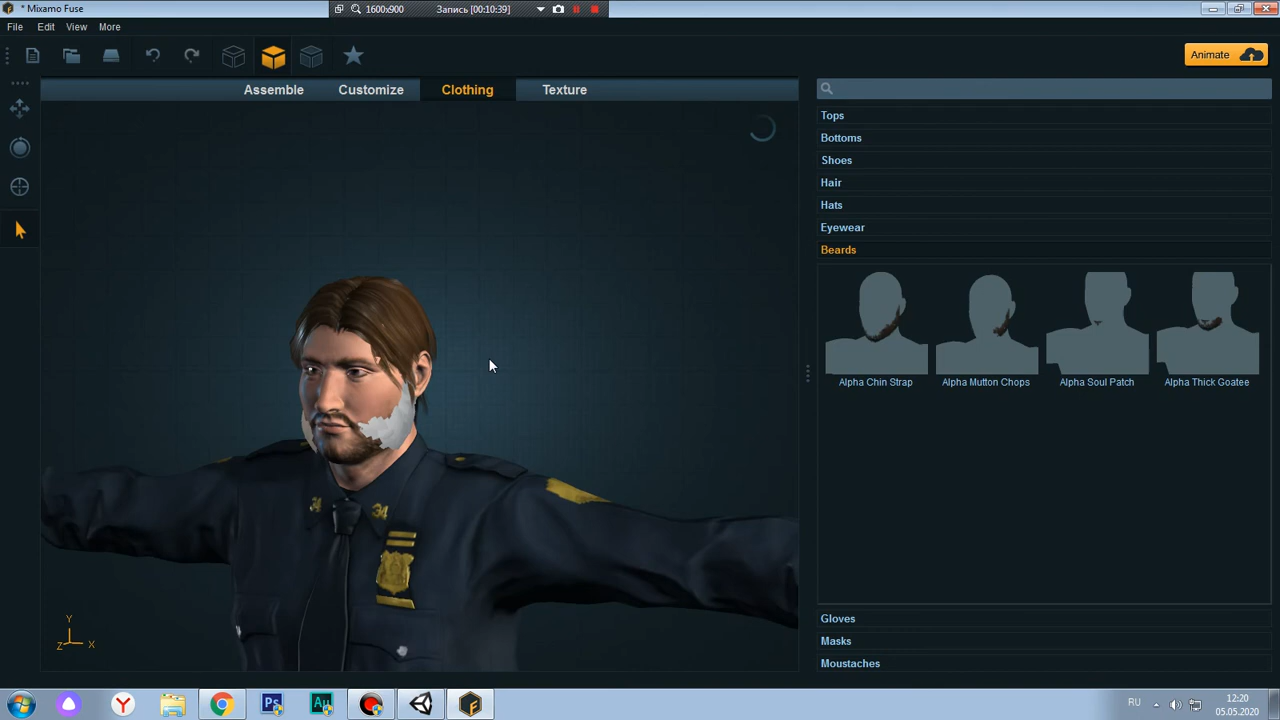 * Mixamo Fuse
1600x900 Запись [00:10:39]
File Edit View More
Animate
Assemble Customize Clothing Texture
Tops
Bottoms
Shoes
Hair
Hats
Eyewear
Beards
Alpha Chin Strap Alpha Mutton Chops Alpha Soul Patch Alpha Thick Goatee
34 34
Gloves
Masks
Moustaches
Y
Z X
RU 12:20
05.05.2020